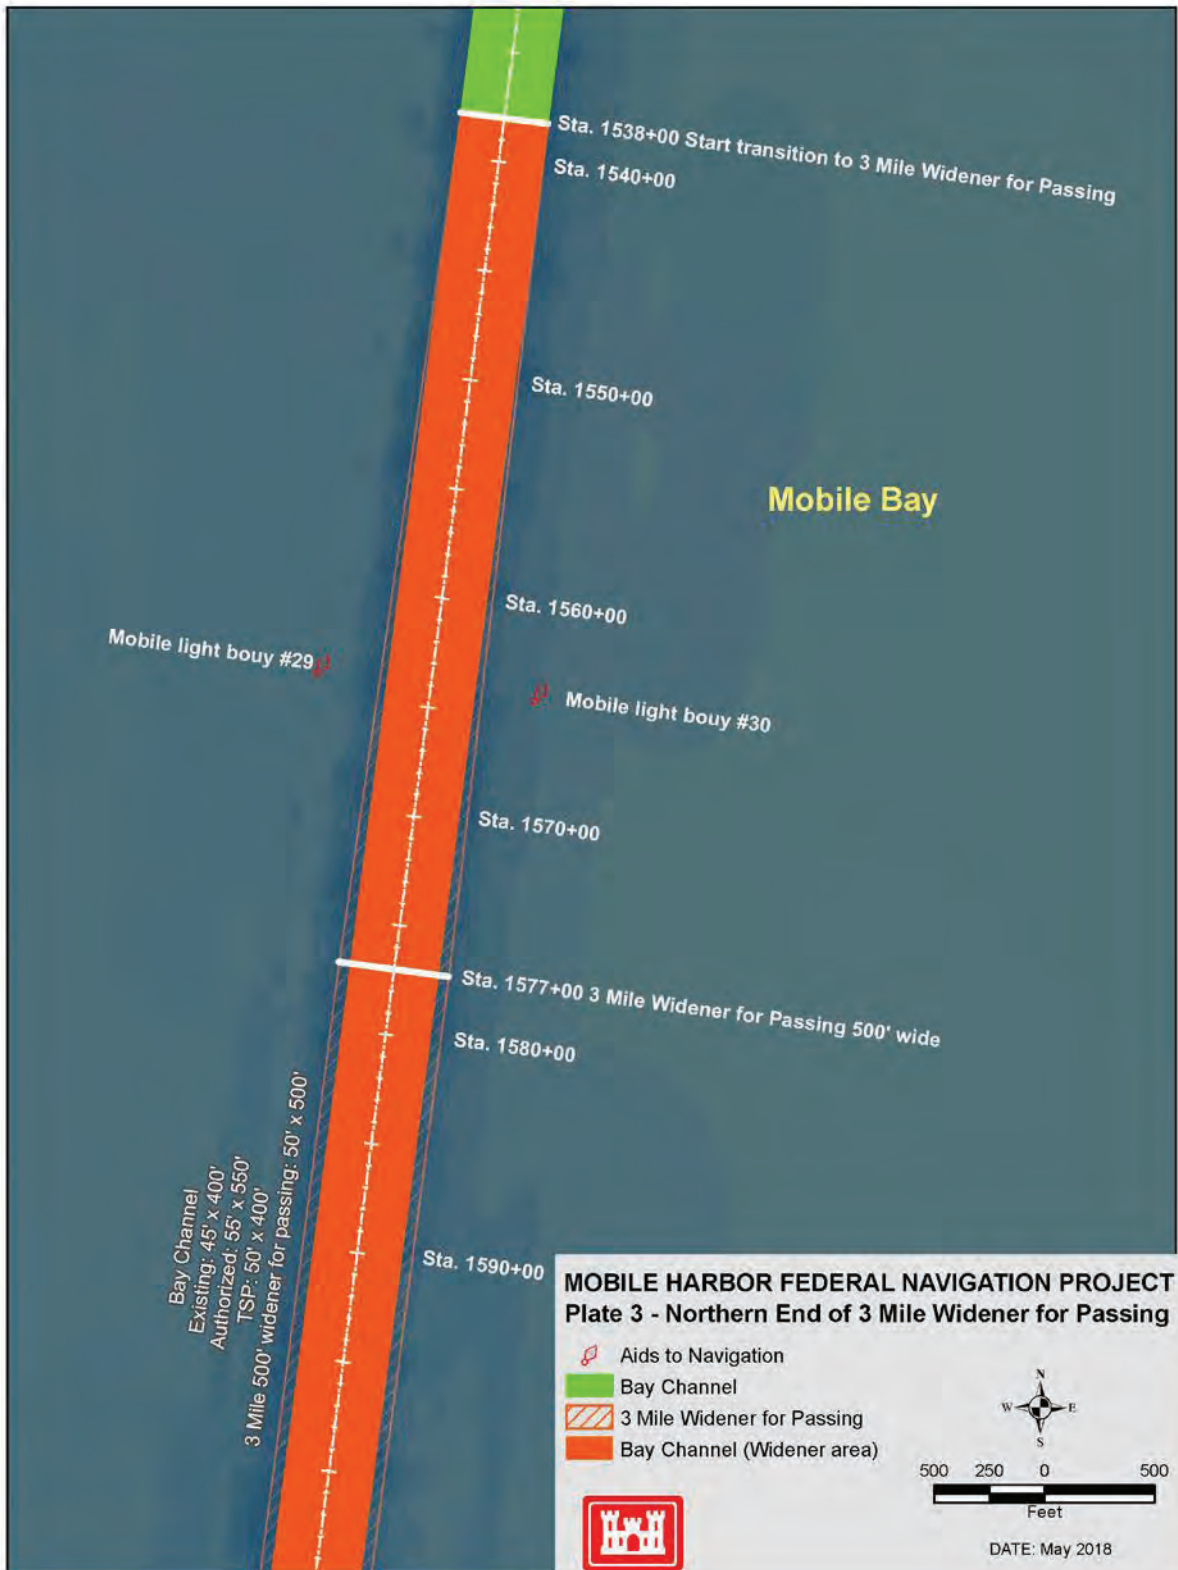 Sta. 1538+00 Start transition to 3 Mile Widener for Passing
Sta. 1540+00
Sta. 1550+00
Mobile Bay
Sta. 1560+00
Mobile light bouy #29
Mobile light bouy #30
Sta. 1570+00
Sta. 1577+00 3 Mile Widener for Passing 500' wide
Sta. 1580+00
Bay Channel
Existing: 45' x 400'
Authorized: 55' x 550'
TSP: 50' x 400'
3 Mile 500' widener for passing: 50' x 500'
Sta. 1590+00
MOBILE HARBOR FEDERAL NAVIGATION PROJECT
Plate 3 - Northern End of 3 Mile Widener for Passing
Aids to Navigation
Bay Channel
3 Mile Widener for Passing
Bay Channel (Widener area)
N
W E
S
500 250 0 500
Feet
DATE: May 2018